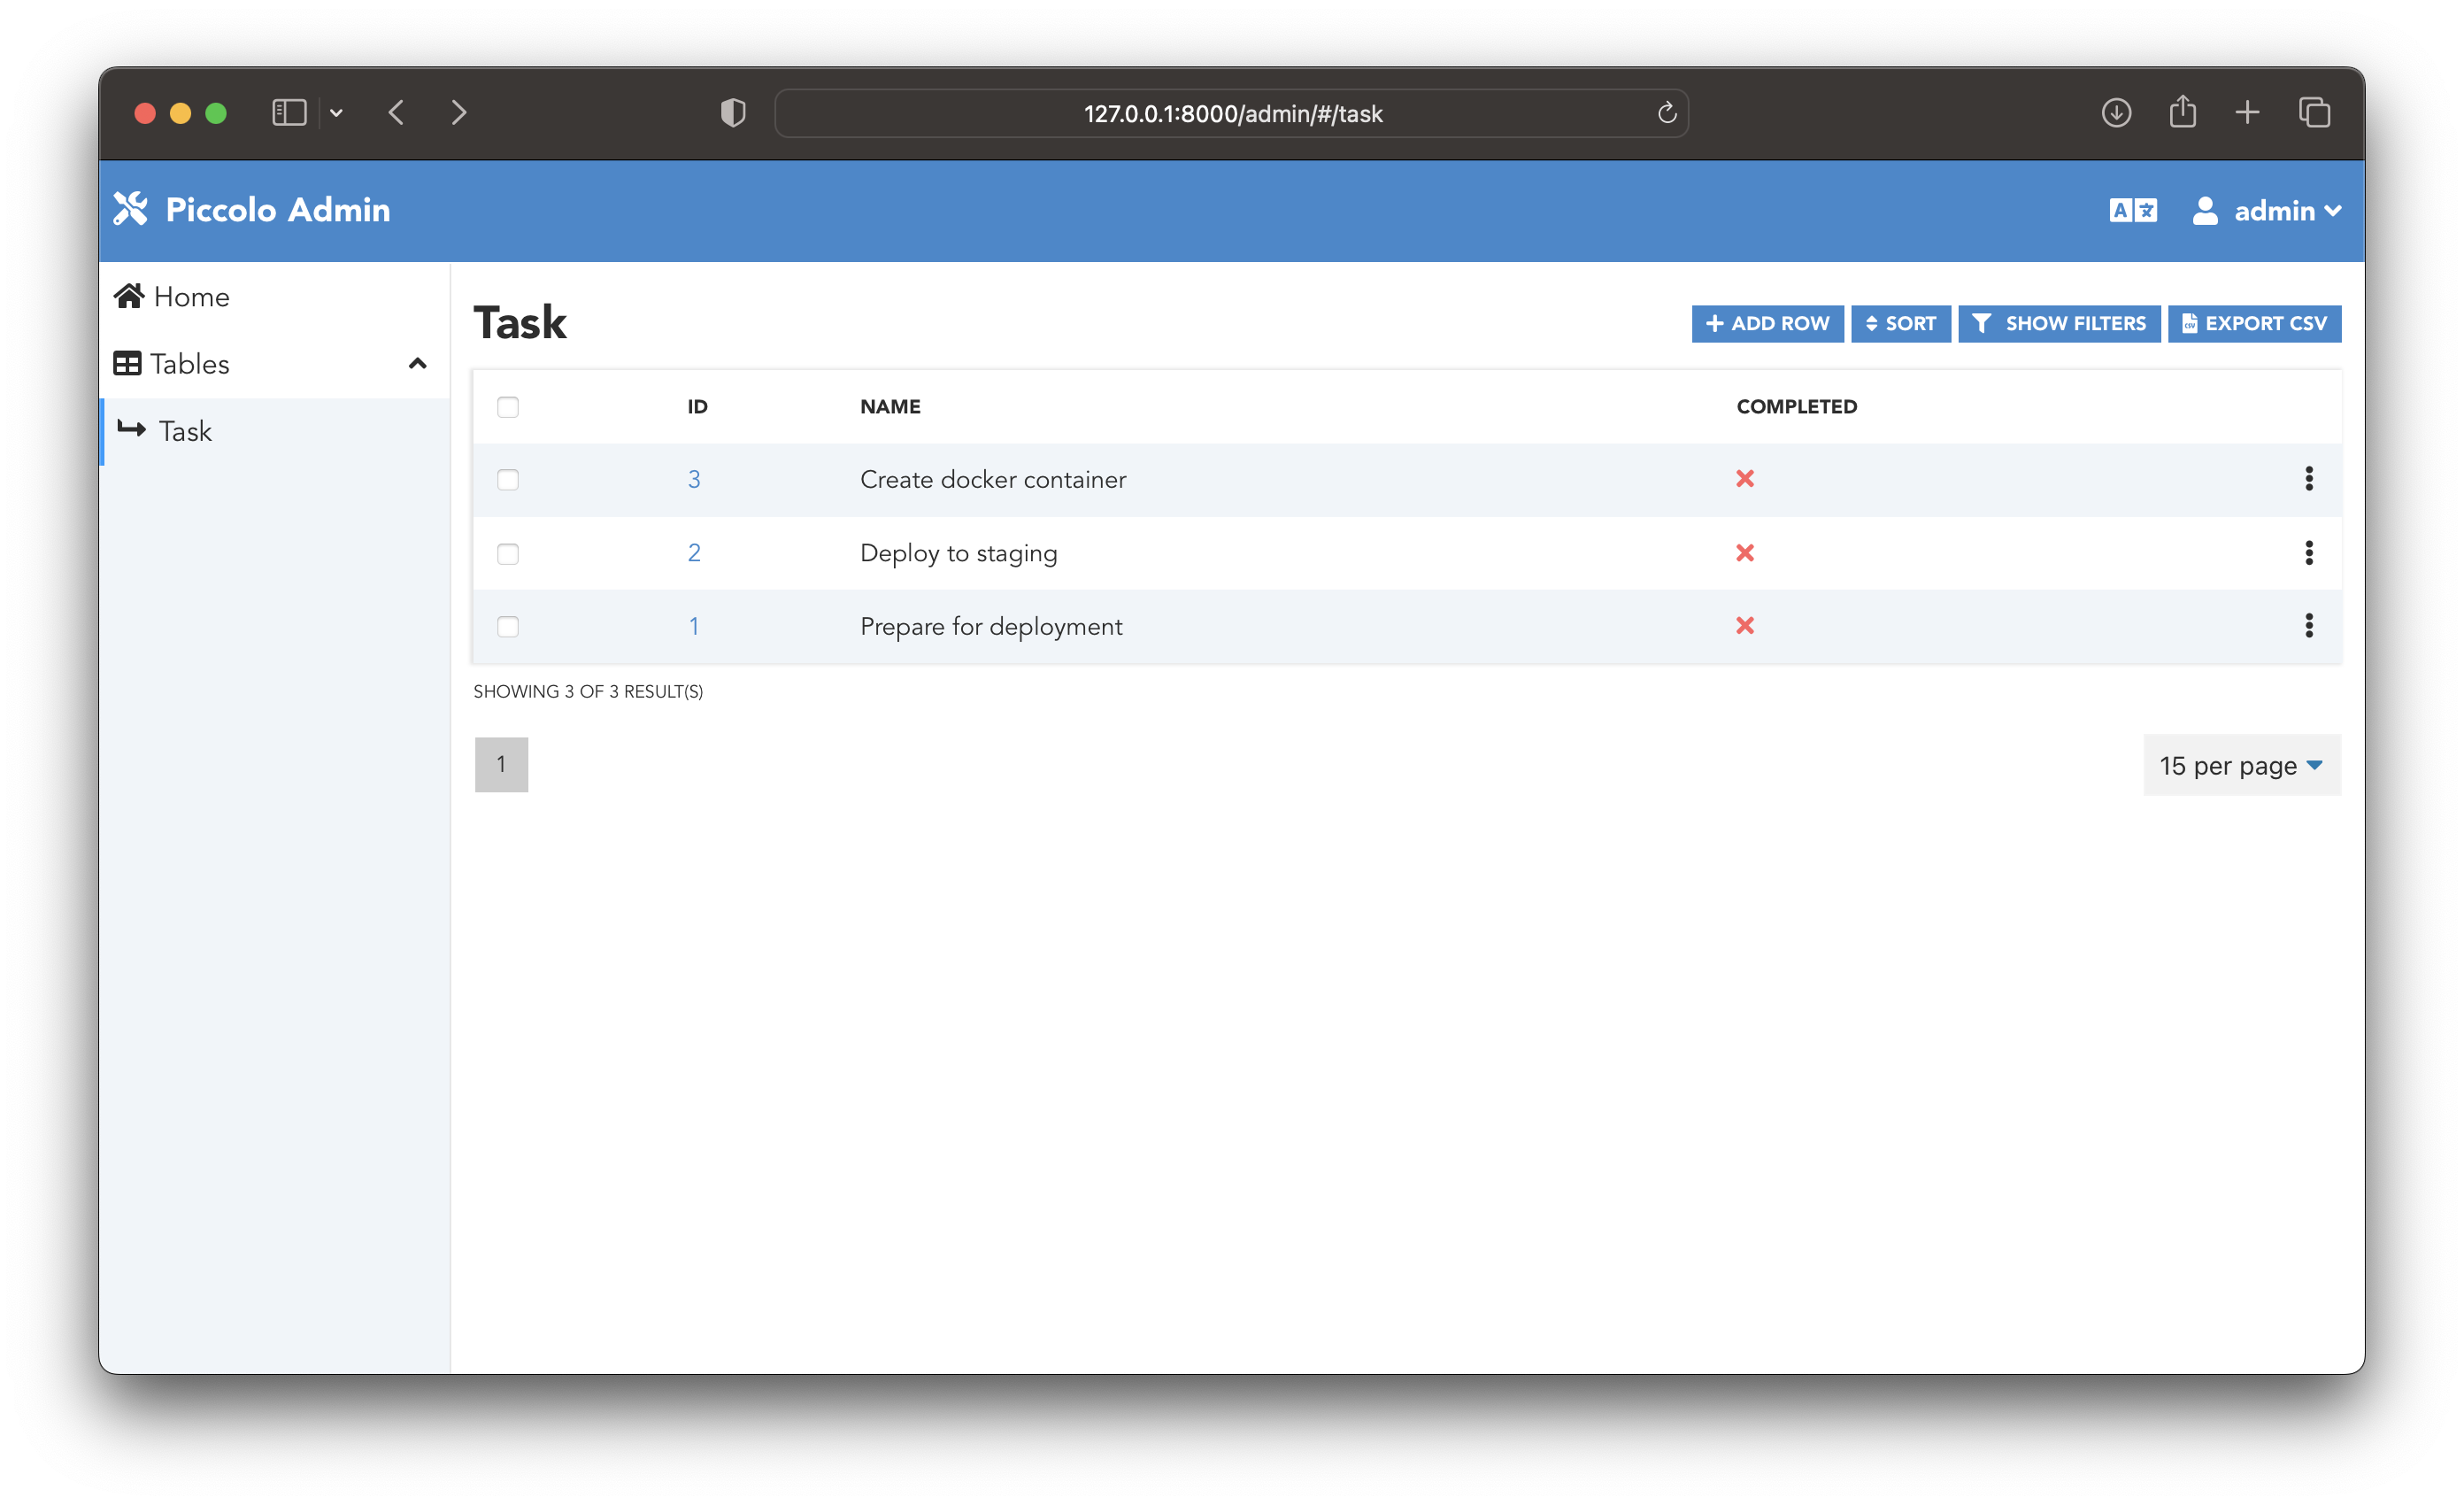 127.0.0.1:8000/admin/#/task
Piccolo Admin
admin
Home
Tables
Task
Task
ADD ROW SORT SHOW FILTERS EXPORT CSV
ID NAME COMPLETED
3 Create docker container
2 Deploy to staging
1 Prepare for deployment
SHOWING 3 OF 3 RESULT(S)
1
15 per page